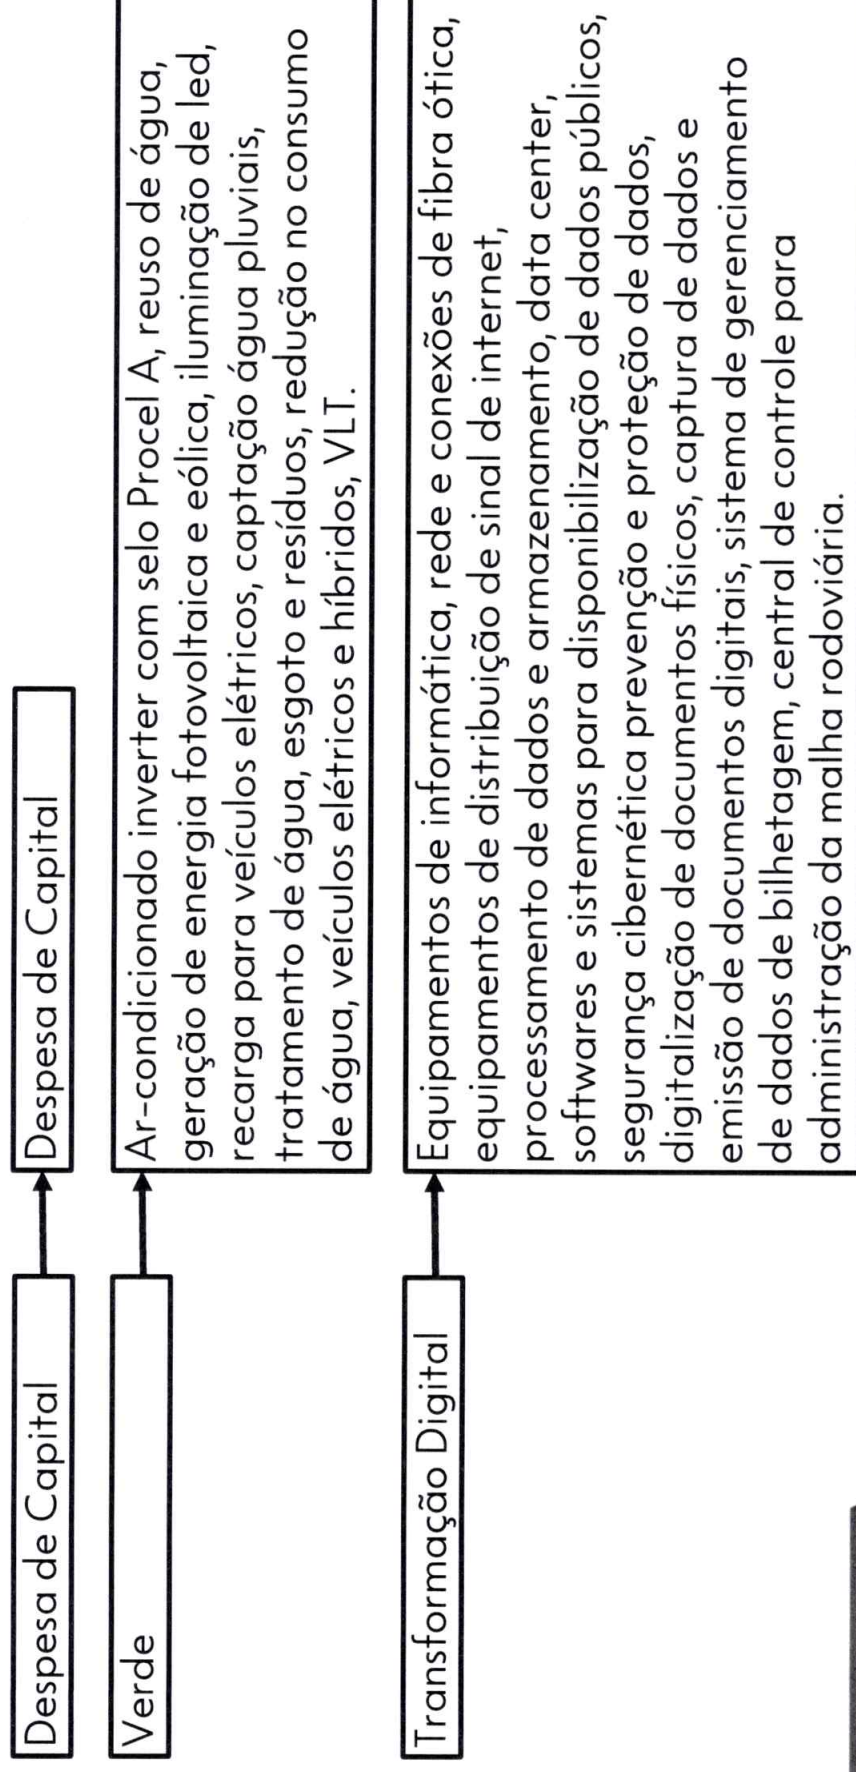 Despesa de Capital
Despesa de Capital
Verde
Ar-condicionado inverter com selo Procel A, reuso de água,
geração de energia fotovoltaica e eólica, iluminação de led,
recarga para veículos elétricos, captação água pluviais,
tratamento de água, esgoto e resíduos, redução no consumo
de água, veículos elétricos e híbridos, VLT.
Transformação Digital
Equipamentos de informática, rede e conexões de fibra ótica,
equipamentos de distribuição de sinal de internet,
processamento de dados e armazenamento, data center,
softwares e sistemas para disponibilização de dados públicos,
segurança cibernética prevenção e proteção de dados,
digitalização de documentos físicos, captura de dados e
emissão de documentos digitais, sistema de gerenciamento
de dados de bilhetagem, central de controle para
administração da malha rodoviária.